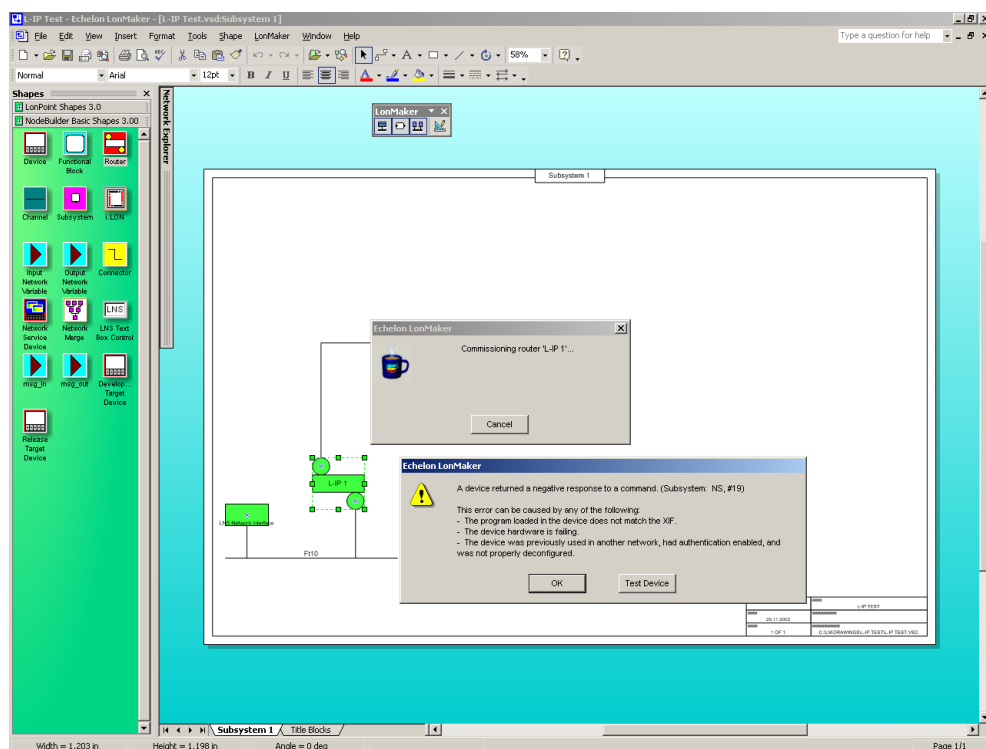 L-IP Test - Echelon LonMaker - [L-IP Test.vsd:Subsystem 1]
File Edit View Insert Format Tools Shape LonMaker Window Help
Type a question for help
58%
Normal
Arial
12pt
B I U
Shapes
LonPoint Shapes 3.0
NodeBuilder Basic Shapes 3.00
Device
Functional Block
Router
Channel
Subsystem
i.LON
Input Network Variable
Output Network Variable
Connector
Network Service Device
Network Merge
LNS
LNS Text Box Control
msg_in
msg_out
Develop... Target Device
Release Target Device
Network Explorer
LonMaker
Subsystem 1
Echelon LonMaker
Commissioning router 'L-IP 1'...
Cancel
L-IP 1
LNS Network interface
Ft10
Echelon LonMaker
A device returned a negative response to a command. (Subsystem: NS, #19)
This error can be caused by any of the following:
- The program loaded in the device does not match the XIF.
- The device hardware is failing.
- The device was previously used in another network, had authentication enabled, and
was not properly deconfigured.
OK
Test Device
L-IP TEST
1 OF 1
C:\LM\DRAWINGS\L-IP TEST\L-IP TEST.VSD
Subsystem 1
Title Blocks
Width = 1.203 in
Height = 1.198 in
Angle = 0 deg
Page 1/1